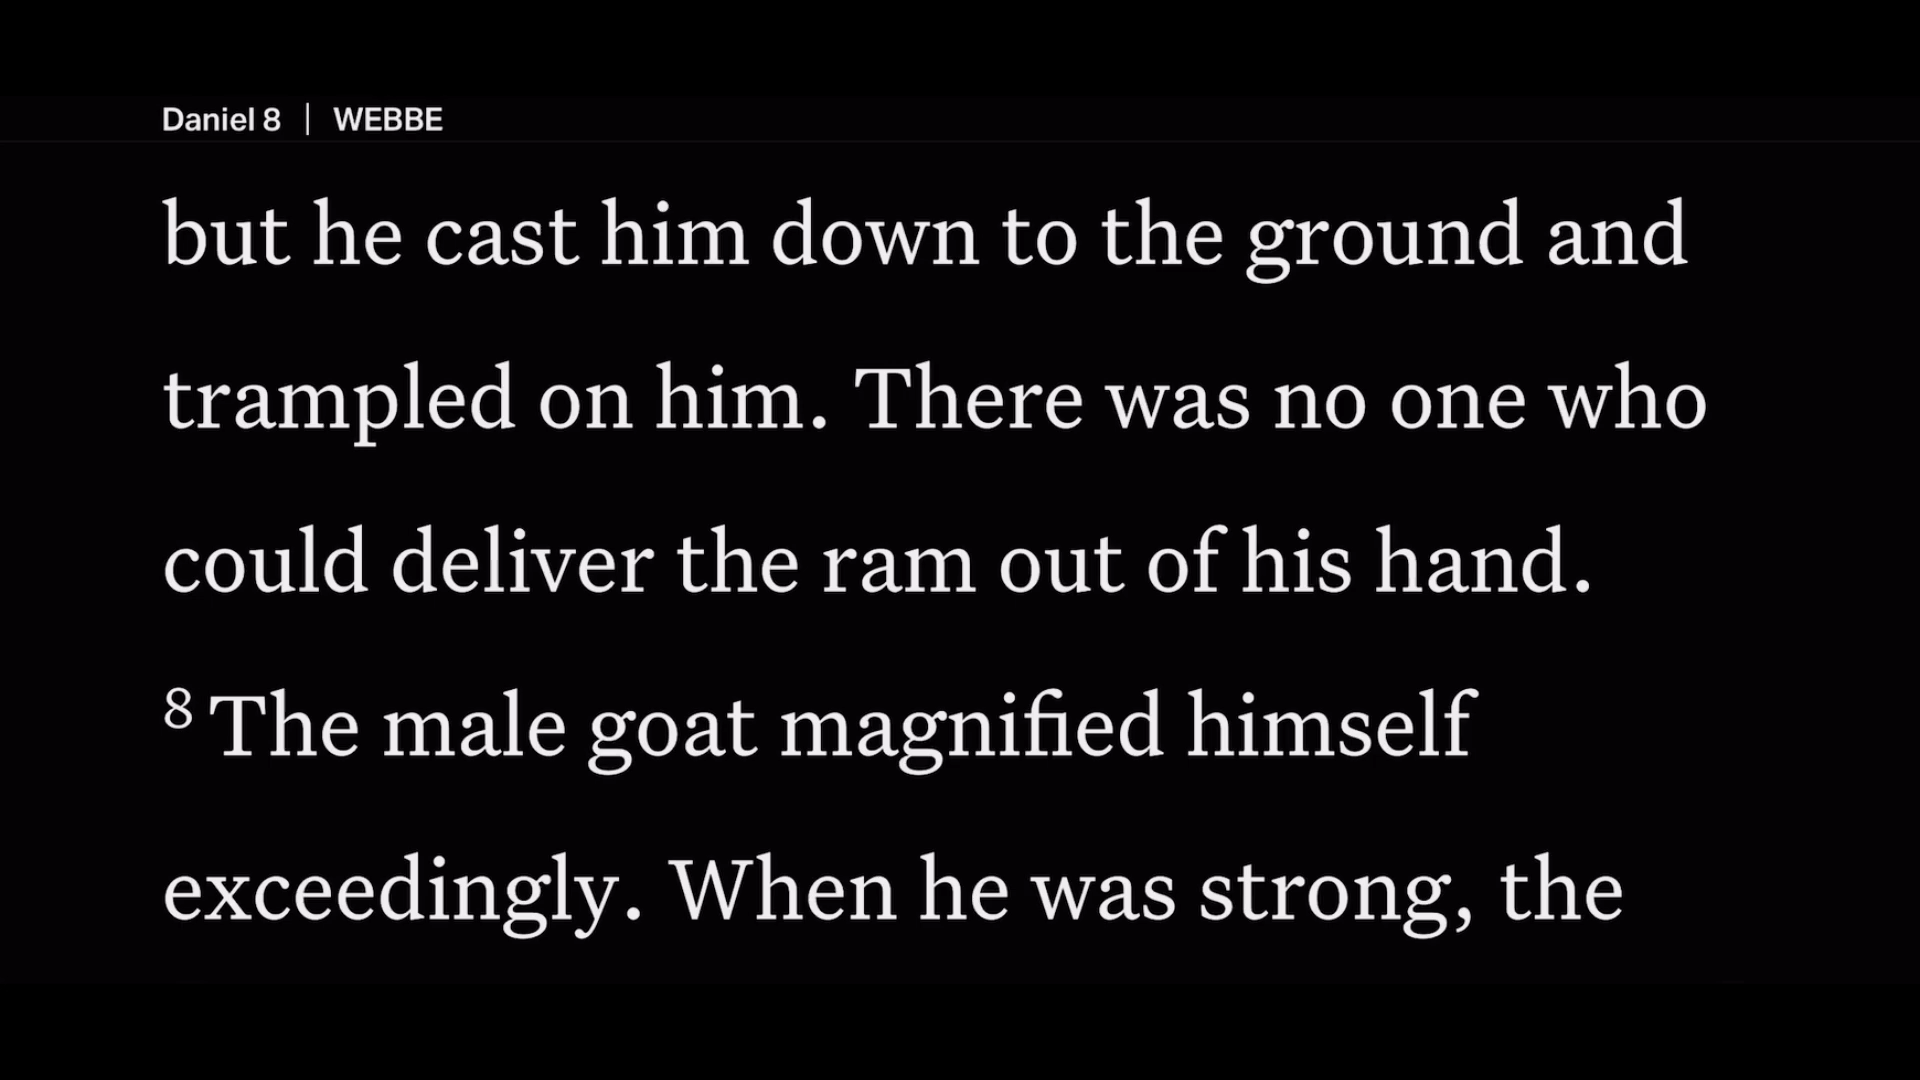 Daniel 8 | WEBBE
but he cast him down to the ground and
trampled on him. There was no one who
could deliver the ram out of his hand.
8 The male goat magnified himself
exceedingly. When he was strong, the